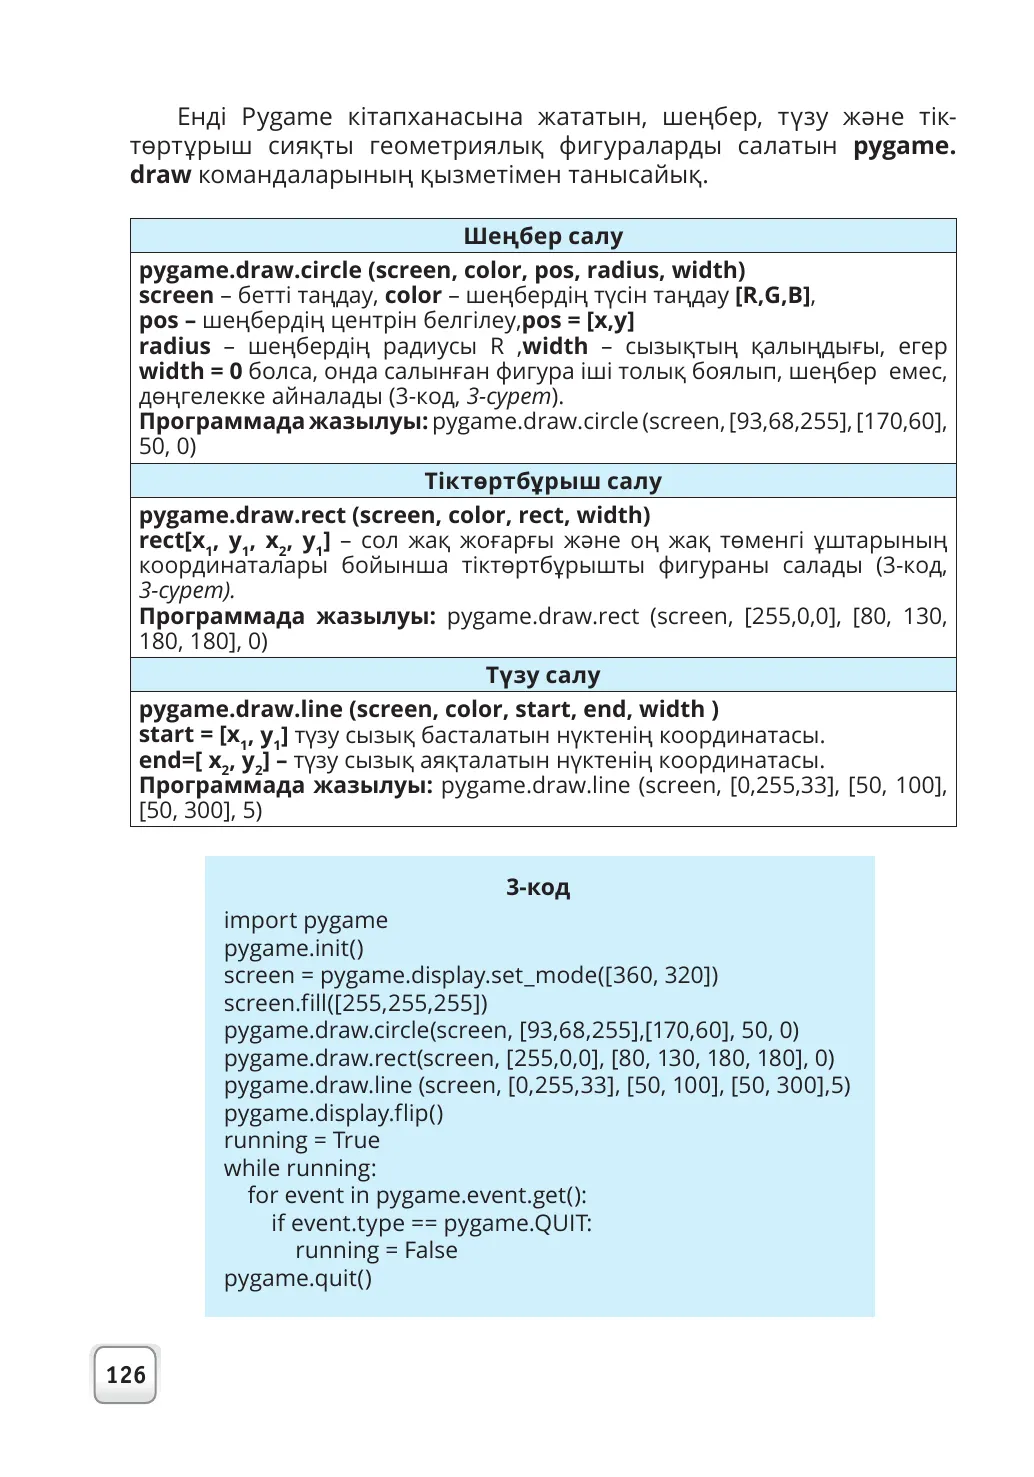 Енді Pygame кітапханасына жататын, шеңбер, түзу және тік-
төртұрыш сияқты геометриялық фигураларды салатын pygame.
draw командаларының қызметімен танысайық.
Шеңбер салу
pygame.draw.circle (screen, color, pos, radius, width)
screen – бетті таңдау, color – шеңбердің түсін таңдау [R,G,B],
pos – шеңбердің центрін белгілеу,pos = [x,y]
radius – шеңбердің радиусы R ,width – сызықтың қалыңдығы, егер
width = 0 болса, онда салынған фигура іші толық боялып, шеңбер емес,
дөңгелекке айналады (3-код, 3-сурет).
Программада жазылуы: pygame.draw.circle (screen, [93,68,255], [170,60],
50, 0)
Тіктөртбұрыш салу
pygame.draw.rect (screen, color, rect, width)
rect[x1, y1, x2, y1] – сол жақ жоғарғы және оң жақ төменгі ұштарының
координаталары бойынша тіктөртбұрышты фигураны салады (3-код,
3-сурет).
Программада жазылуы: pygame.draw.rect (screen, [255,0,0], [80, 130,
180, 180], 0)
Түзу салу
pygame.draw.line (screen, color, start, end, width )
start = [x1, y1] түзу сызық басталатын нүктенің координатасы.
end=[ x2, y2] – түзу сызық аяқталатын нүктенің координатасы.
Программада жазылуы: pygame.draw.line (screen, [0,255,33], [50, 100],
[50, 300], 5)
3-код
import pygame
pygame.init()
screen = pygame.display.set_mode([360, 320])
screen.fill([255,255,255])
pygame.draw.circle(screen, [93,68,255],[170,60], 50, 0)
pygame.draw.rect(screen, [255,0,0], [80, 130, 180, 180], 0)
pygame.draw.line (screen, [0,255,33], [50, 100], [50, 300],5)
pygame.display.flip()
running = True
while running:
    for event in pygame.event.get():
        if event.type == pygame.QUIT:
            running = False
pygame.quit()
126